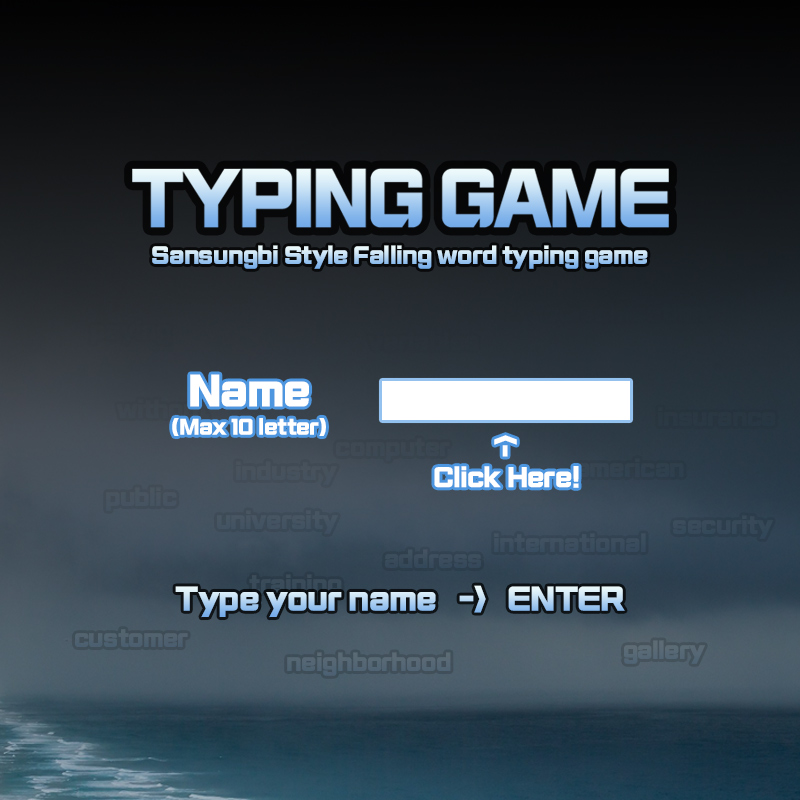 TYPING GAME
Sansungbi Style Falling word typing game
Name
(Max 10 letter)
insurance
computer
Click Here!
industry
american
public
university
security
international
address
training
Type your name -> ENTER
customer
neighborhood
gallery